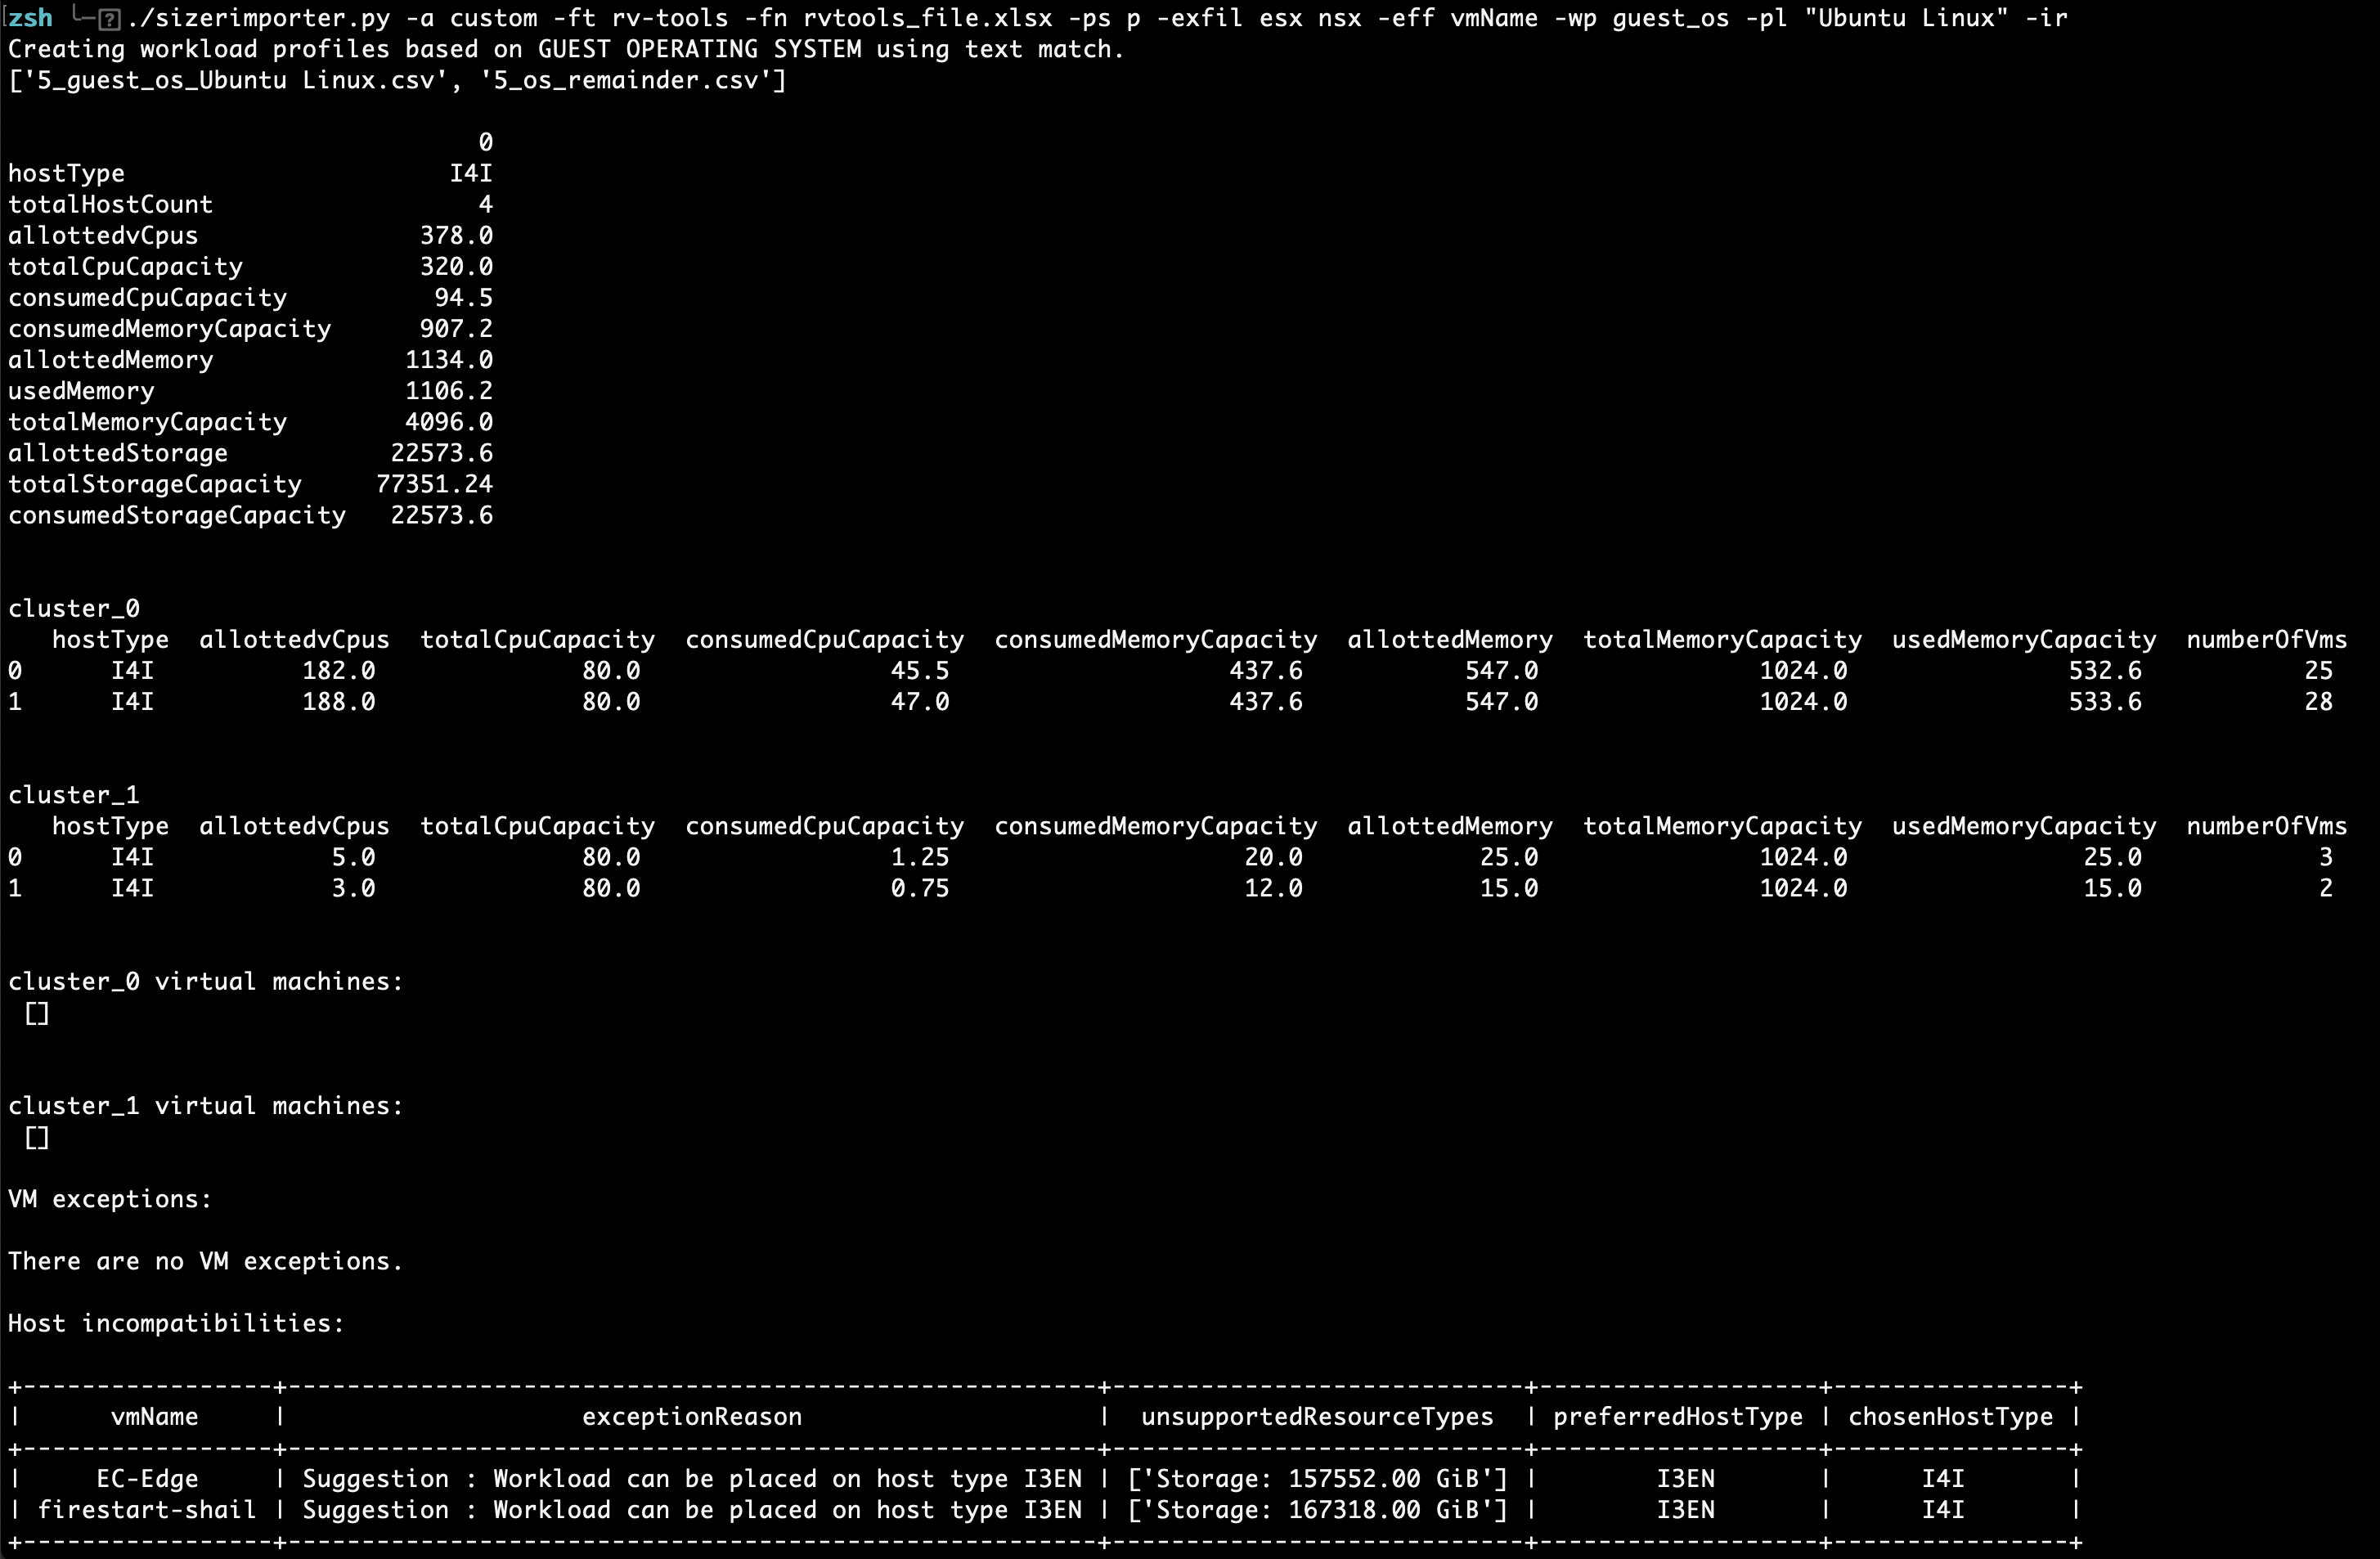 zsh ╰─? ./sizerimporter.py -a custom -ft rv-tools -fn rvtools_file.xlsx -ps p -exfil esx nsx -eff vmName -wp guest_os -pl "Ubuntu Linux" -ir
Creating workload profiles based on GUEST OPERATING SYSTEM using text match.
['5_guest_os_Ubuntu Linux.csv', '5_os_remainder.csv']
0
hostType I4I
totalHostCount 4
allottedvCpus 378.0
totalCpuCapacity 320.0
consumedCpuCapacity 94.5
consumedMemoryCapacity 907.2
allottedMemory 1134.0
usedMemory 1106.2
totalMemoryCapacity 4096.0
allottedStorage 22573.6
totalStorageCapacity 77351.24
consumedStorageCapacity 22573.6
cluster_0
hostType allottedvCpus totalCpuCapacity consumedCpuCapacity consumedMemoryCapacity allottedMemory totalMemoryCapacity usedMemoryCapacity numberOfVms
0 I4I 182.0 80.0 45.5 437.6 547.0 1024.0 532.6 25
1 I4I 188.0 80.0 47.0 437.6 547.0 1024.0 533.6 28
cluster_1
hostType allottedvCpus totalCpuCapacity consumedCpuCapacity consumedMemoryCapacity allottedMemory totalMemoryCapacity usedMemoryCapacity numberOfVms
0 I4I 5.0 80.0 1.25 20.0 25.0 1024.0 25.0 3
1 I4I 3.0 80.0 0.75 12.0 15.0 1024.0 15.0 2
cluster_0 virtual machines:
[]
cluster_1 virtual machines:
[]
VM exceptions:
There are no VM exceptions.
Host incompatibilities:
+-----------------+-------------------------------------------------------+----------------------------+-------------------+----------------+
| vmName | exceptionReason | unsupportedResourceTypes | preferredHostType | chosenHostType |
+-----------------+-------------------------------------------------------+----------------------------+-------------------+----------------+
| EC-Edge | Suggestion : Workload can be placed on host type I3EN | ['Storage: 157552.00 GiB'] | I3EN | I4I |
| firestart-shail | Suggestion : Workload can be placed on host type I3EN | ['Storage: 167318.00 GiB'] | I3EN | I4I |
+-----------------+-------------------------------------------------------+----------------------------+-------------------+----------------+